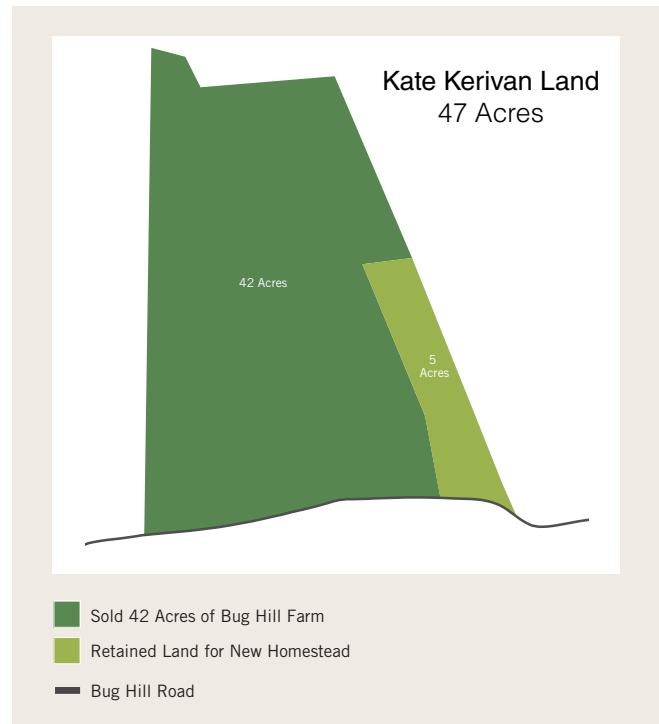 Kate Kerivan Land
47 Acres
42 Acres
5
Acres
Sold 42 Acres of Bug Hill Farm
Retained Land for New Homestead
Bug Hill Road